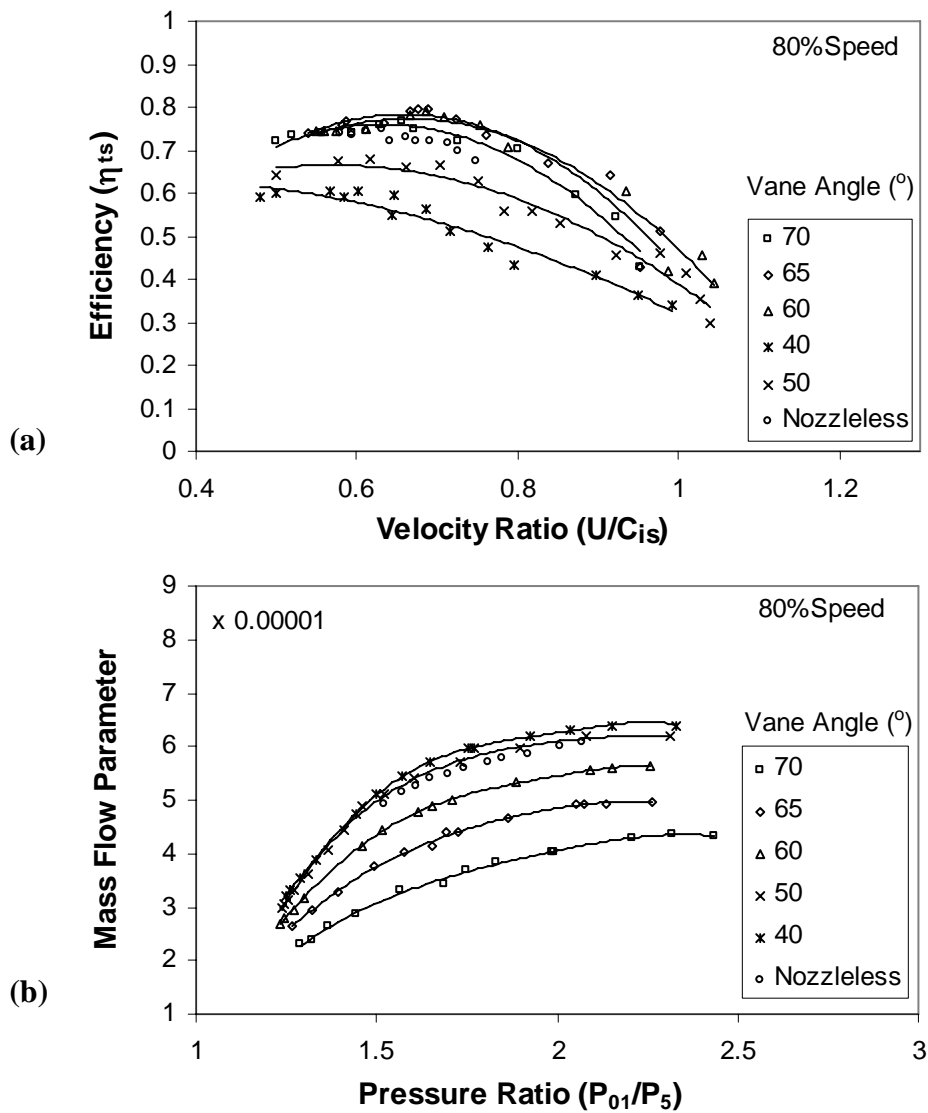 80%Speed
1
0.9
0.8
0.7
0.6
0.5
0.4
0.3
0.2
0.1
0
Efficiency (ηts)
Vane Angle (o)
70
65
60
40
50
Nozzleless
(a)
0.4 0.6 0.8 1 1.2
Velocity Ratio (U/Cis)
80%Speed
x 0.00001
9
8
7
6
5
4
3
2
1
Mass Flow Parameter
Vane Angle (o)
70
65
60
50
40
Nozzleless
(b)
1 1.5 2 2.5 3
Pressure Ratio (P01/P5)